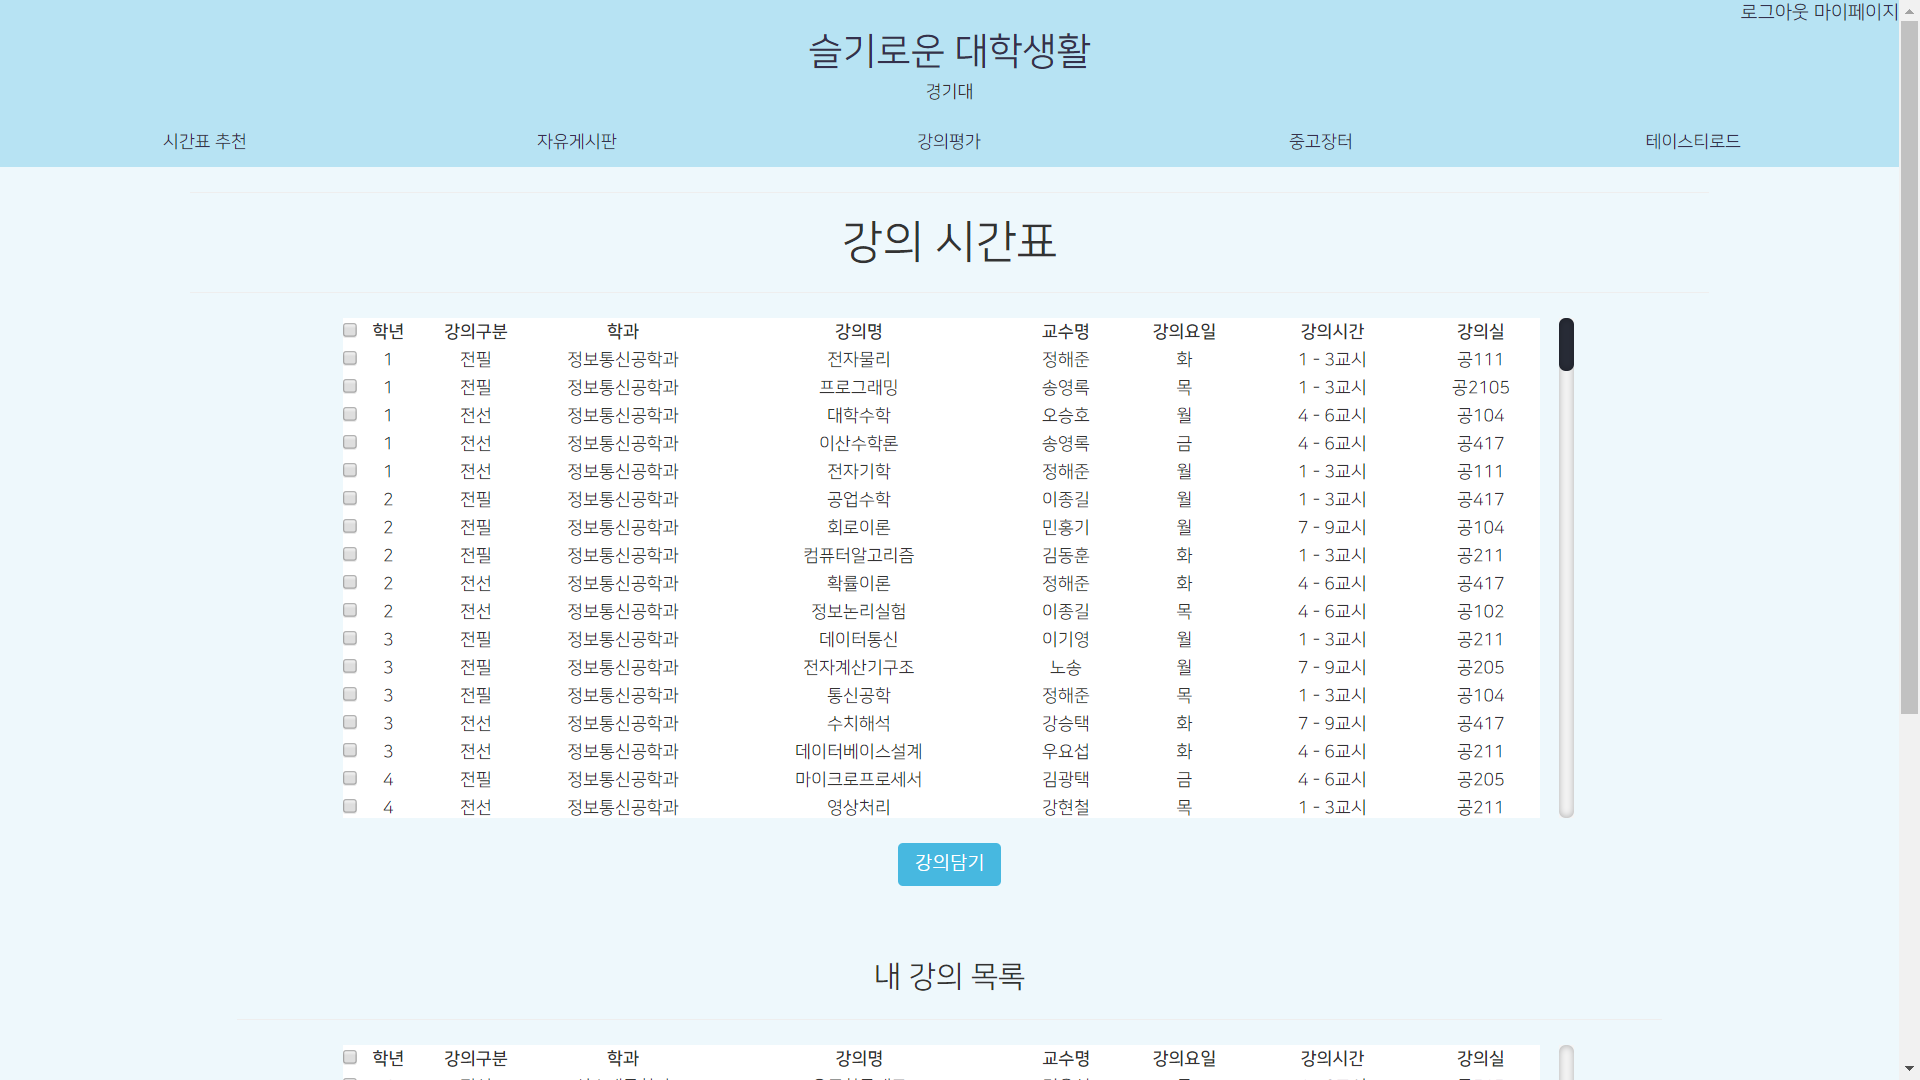 로그아웃 마이페이지
슬기로운 대학생활
경기대
시간표 추천 자유게시판 강의평가 중고장터 테이스티로드
강의 시간표
학년 강의구분 학과 강의명 교수명 강의요일 강의시간 강의실
1 전필 정보통신공학과 전자물리 정해준 화 1 - 3교시 공111
1 전필 정보통신공학과 프로그래밍 송영록 목 1 - 3교시 공2105
1 전선 정보통신공학과 대학수학 오승호 월 4 - 6교시 공104
1 전선 정보통신공학과 이산수학론 송영록 금 4 - 6교시 공417
1 전선 정보통신공학과 전자기학 정해준 월 1 - 3교시 공111
2 전필 정보통신공학과 공업수학 이종길 월 1 - 3교시 공417
2 전필 정보통신공학과 회로이론 민홍기 월 7 - 9교시 공104
2 전필 정보통신공학과 컴퓨터알고리즘 김동훈 화 1 - 3교시 공211
2 전선 정보통신공학과 확률이론 정해준 화 4 - 6교시 공417
2 전선 정보통신공학과 정보논리실험 이종길 목 4 - 6교시 공102
3 전필 정보통신공학과 데이터통신 이기영 월 1 - 3교시 공211
3 전필 정보통신공학과 전자계산기구조 노송 월 7 - 9교시 공205
3 전필 정보통신공학과 통신공학 정해준 목 1 - 3교시 공104
3 전선 정보통신공학과 수치해석 강승택 화 7 - 9교시 공417
3 전선 정보통신공학과 데이터베이스설계 우요섭 화 4 - 6교시 공211
4 전필 정보통신공학과 마이크로프로세서 김광택 금 4 - 6교시 공205
4 전선 정보통신공학과 영상처리 강현철 목 1 - 3교시 공211
강의담기
내 강의 목록
학년 강의구분 학과 강의명 교수명 강의요일 강의시간 강의실